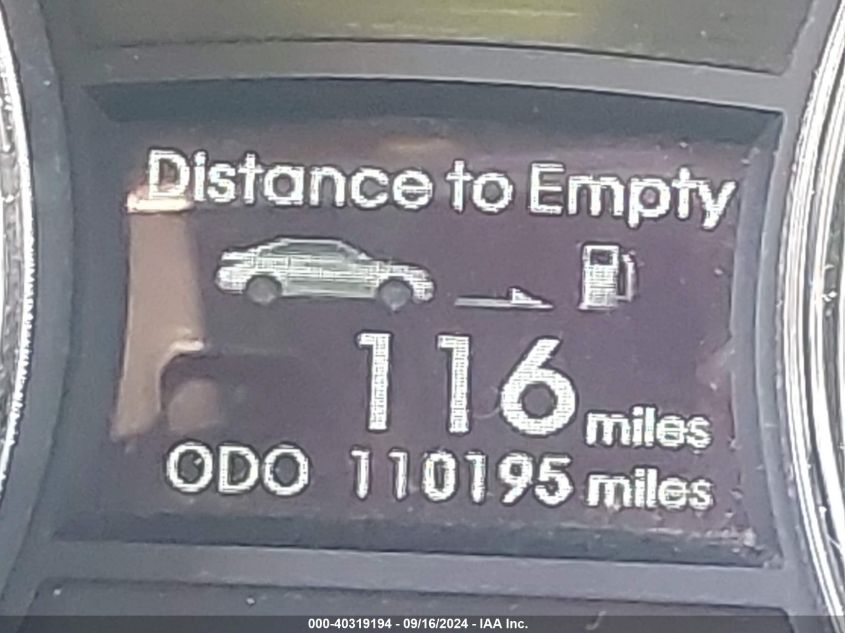 Distance to Empty
116 miles
ODO 110195 miles
000-40319194 - 09/16/2024 - IAA Inc.